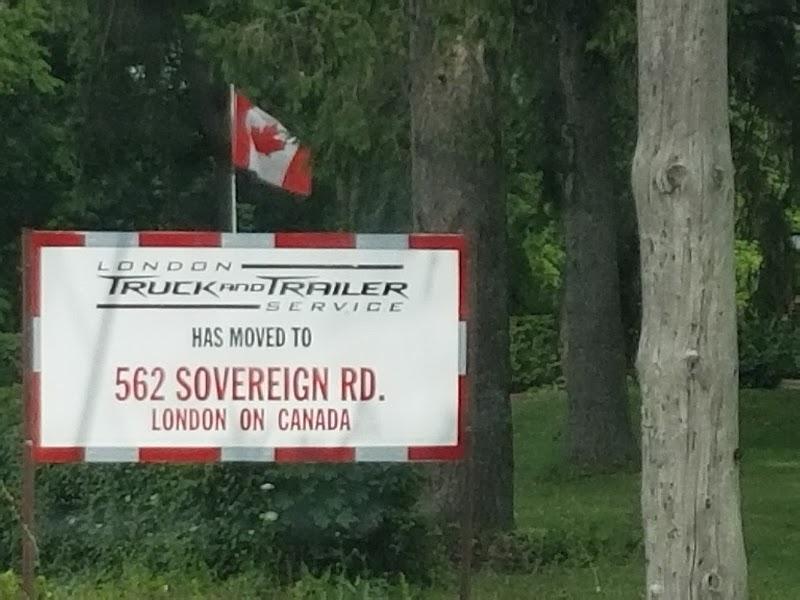 LONDON
TRUCK AND TRAILER
SERVICE
HAS MOVED TO
562 SOVEREIGN RD.
LONDON ON CANADA